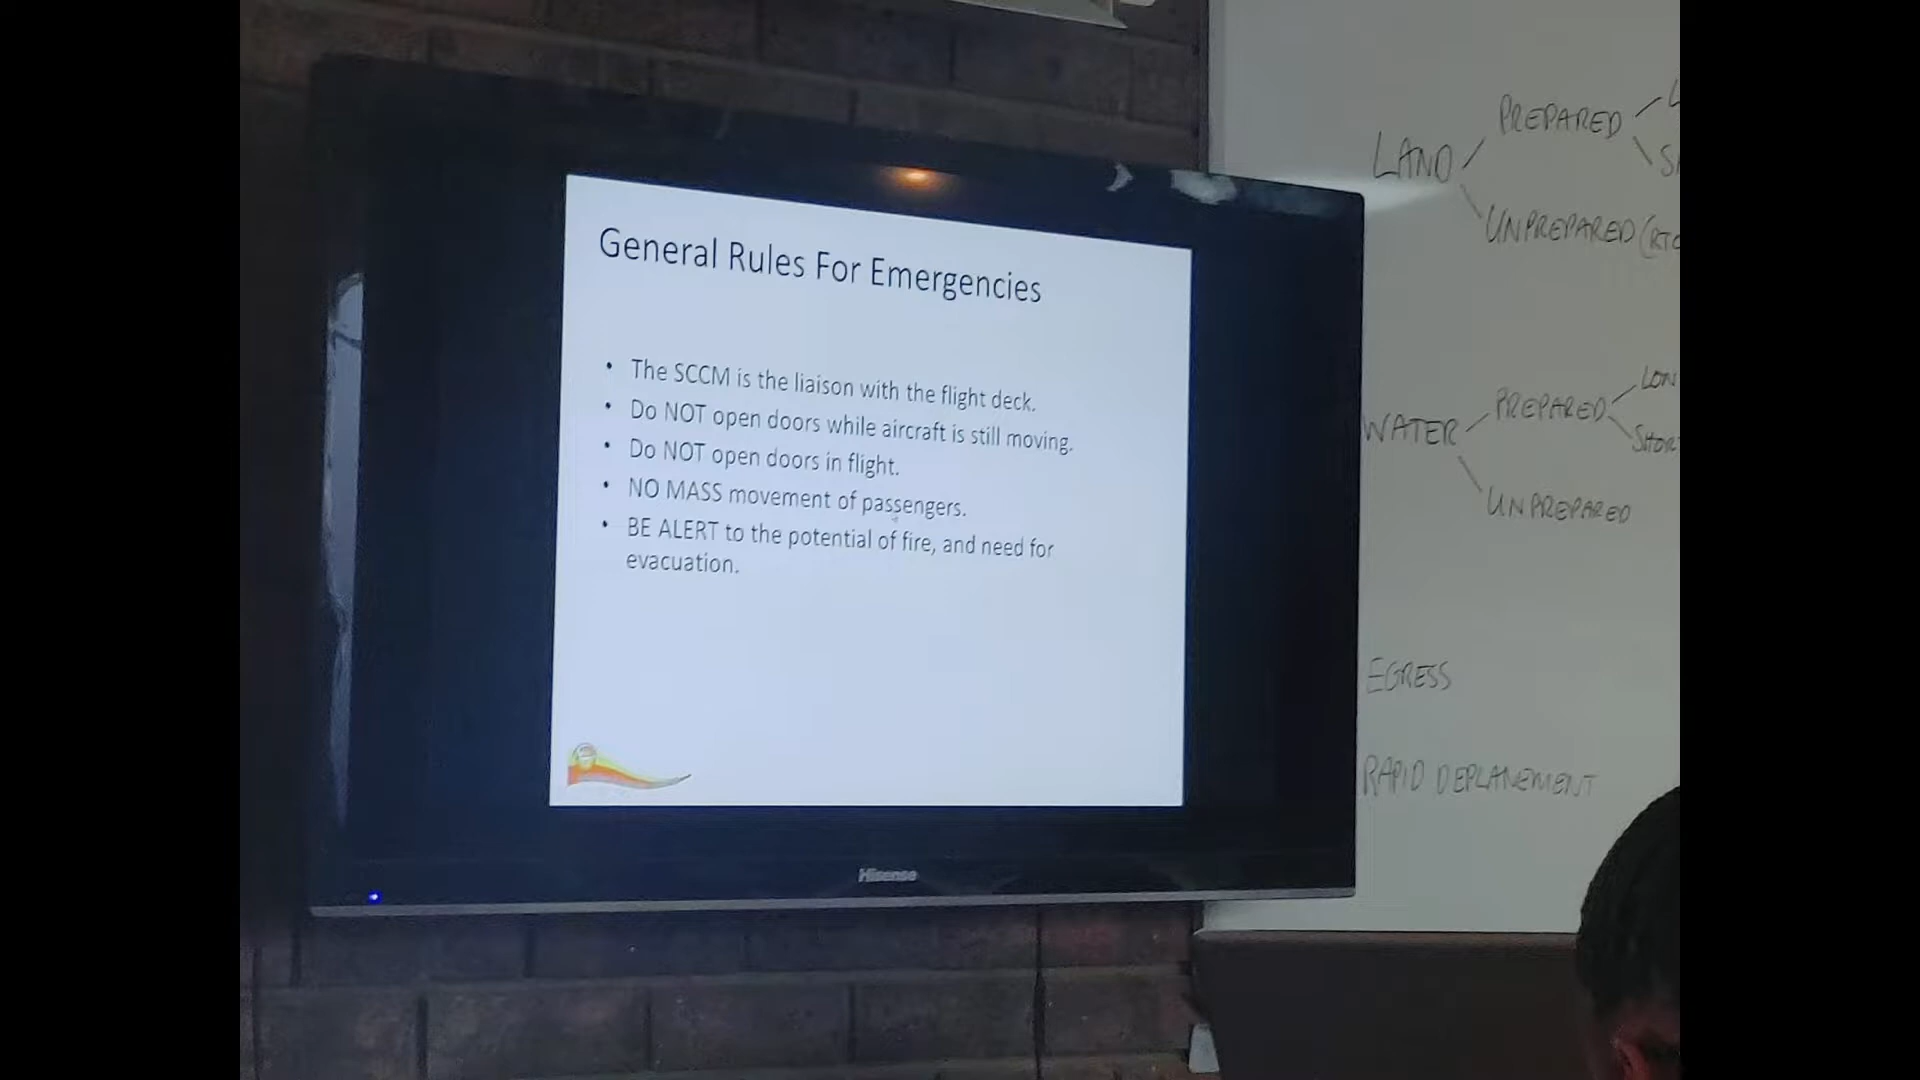 General Rules For Emergencies
• The SCCM is the liaison with the flight deck.
• Do NOT open doors while aircraft is still moving.
• Do NOT open doors in flight.
• NO MASS movement of passengers.
• BE ALERT to the potential of fire, and need for
evacuation.
Hisense
LAND
PREPARED
UNPREPARED
WATER
PREPARED
UNPREPARED
EGRESS
RAPID DEPLANEMENT